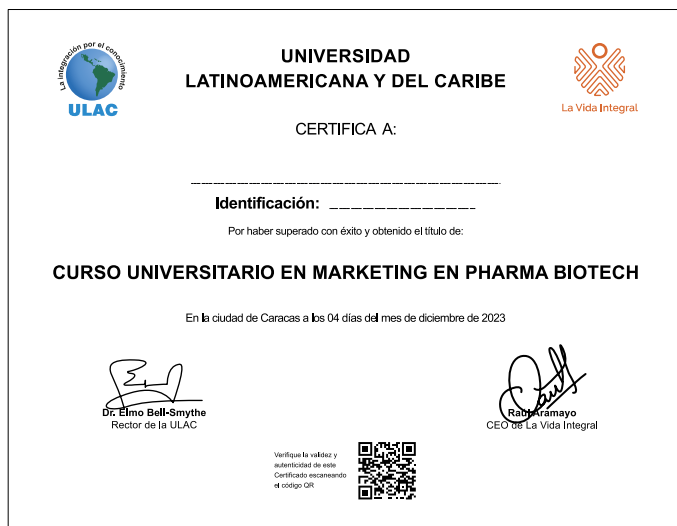 La integración por el conocimiento
ULAC
UNIVERSIDAD
LATINOAMERICANA Y DEL CARIBE
La Vida Integral
CERTIFICA A:
Identificación:
Por haber superado con éxito y obtenido el título de:
CURSO UNIVERSITARIO EN MARKETING EN PHARMA BIOTECH
En la ciudad de Caracas a los 04 días del mes de diciembre de 2023
Dr. Elmo Bell-Smythe
Rector de la ULAC
Raúl Aramayo
CEO de La Vida Integral
Verifique la validez y
autenticidad de este
Certificado escaneando
el código QR